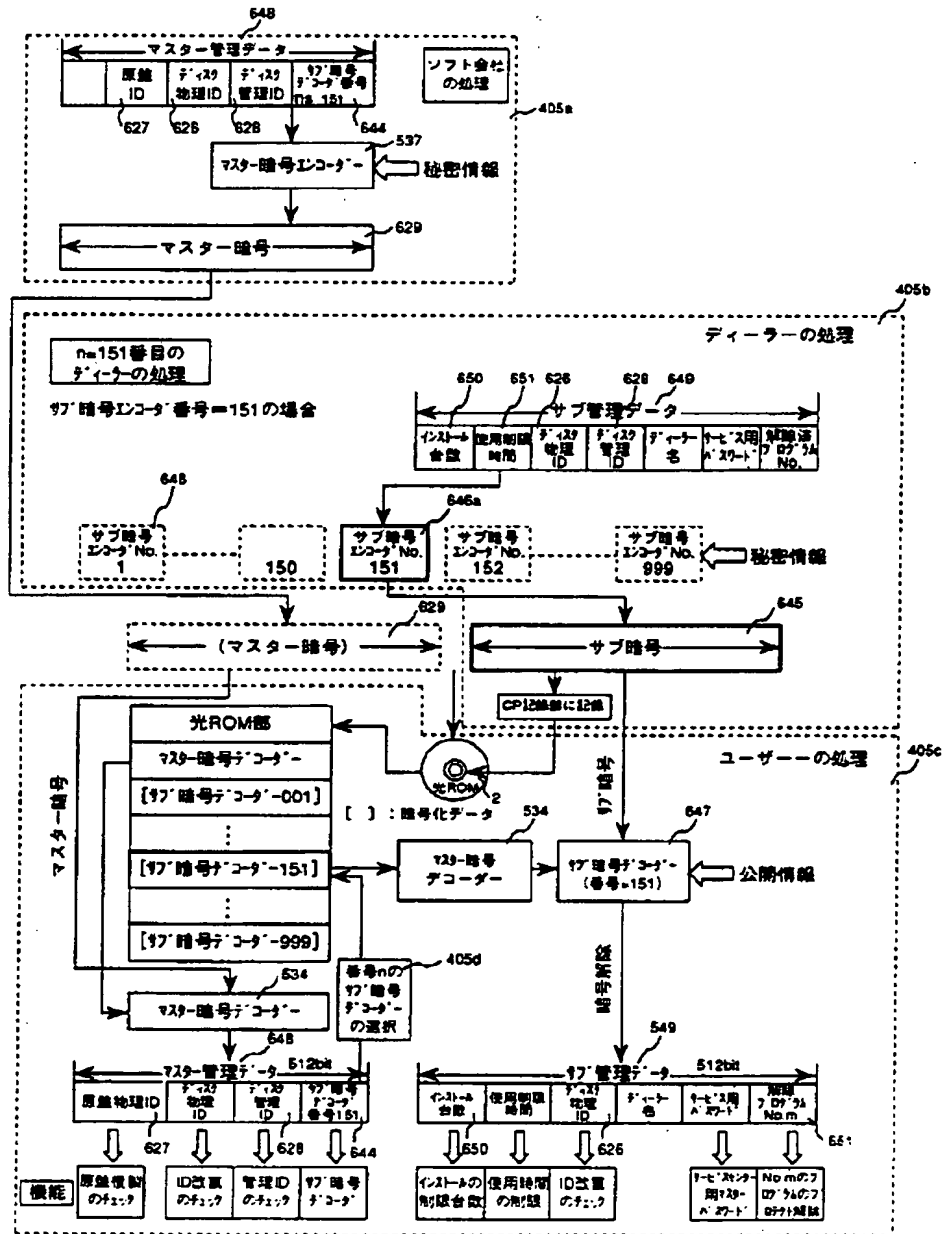 648
マスター管理データ
ソフト会社
の処理
原盤
ID
ディスク
物理ID
ディスク
管理ID
サブ暗号
デコーダ番号
n=151
405a
627
626
628
644
537
マスター暗号エンコーダー
秘密情報
629
マスター暗号
405b
ディーラーの処理
n=151番目の
ディーラーの処理
サブ暗号エンコーダ番号=151の場合
650
651
626
628
649
サブ管理データ
インストール
台数
使用制限
時間
ディスク
物理
ID
ディスク
管理
ID
ディーラー
名
サービス用
パスワード
解除済
プログラム
No.
648
646a
サブ暗号
エンコーダNo.
1
150
サブ暗号
エンコーダNo.
151
サブ暗号
エンコーダNo.
152
サブ暗号
エンコーダNo.
999
秘密情報
629
(マスター暗号)
645
サブ暗号
CP記録部に記録
光ROM部
マスター暗号デコーダー
[サブ暗号デコーダー001]
⋮
[サブ暗号デコーダー151]
⋮
[サブ暗号デコーダー999]
マスター暗号
光ROM
2
[ ]:暗号化データ
サブ暗号
ユーザーの処理
405c
534
マスター暗号
デコーダー
647
サブ暗号デコーダー
(番号=151)
公開情報
405d
番号nの
サブ暗号
デコーダー
の選択
暗号解除
534
マスター暗号デコーダー
648
マスター管理データ
512bit
原盤物理ID
ディスク
物理
ID
ディスク
管理
ID
サブ暗号
デコーダ
番号151
627
628
644
549
サブ管理データ
512bit
インストール
台数
使用制限
時間
ディスク
物理
ID
ディーラー
名
サービス用
パスワード
解除
プログラム
No.m
650
626
651
機能
原盤複製
のチェック
ID改竄
のチェック
管理ID
のチェック
サブ暗号
デコーダ
インストールの
制限台数
使用時間
の制限
ID改竄
のチェック
サービスセンター
用マスター
パスワード
No.mのプ
ログラムのプ
ロテクト解除